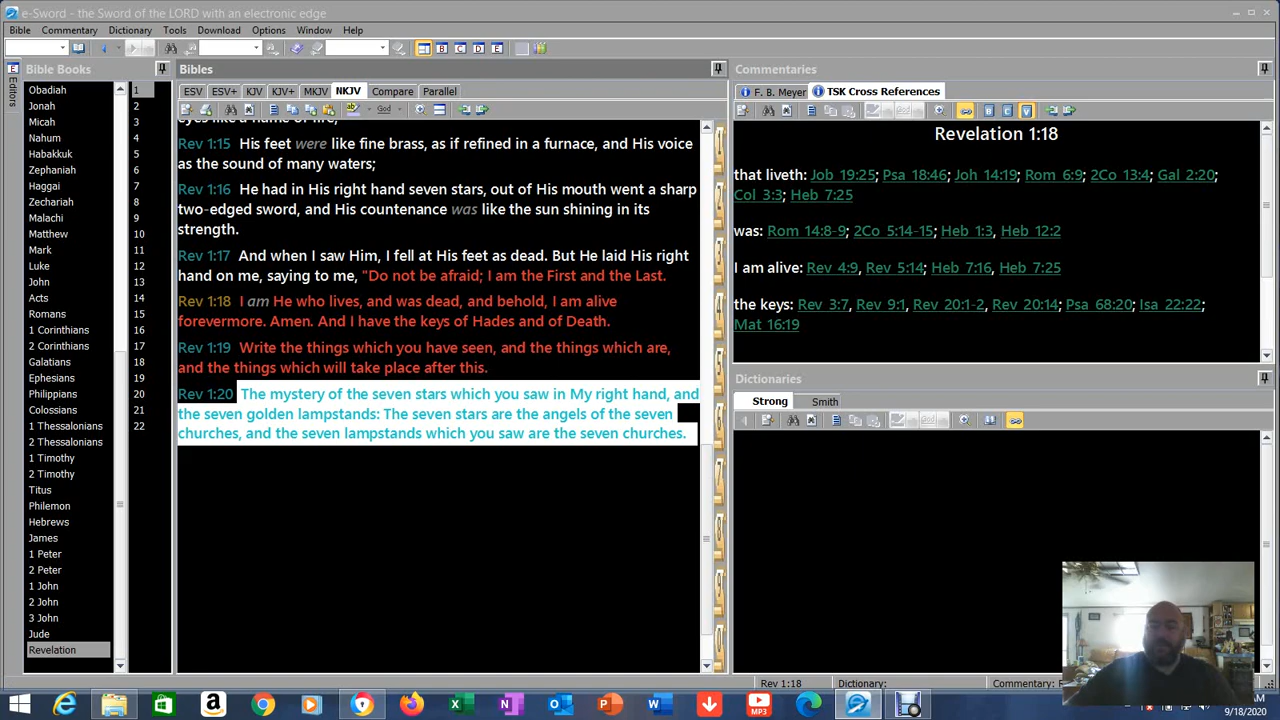 e-Sword - the Sword of the LORD with an electronic edge
Bible Commentary Dictionary Tools Download Options Window Help
B C D E
Editors
Bible Books
Obadiah
Jonah
Micah
Nahum
Habakkuk
Zephaniah
Haggai
Zechariah
Malachi
Matthew
Mark
Luke
John
Acts
Romans
1 Corinthians
2 Corinthians
Galatians
Ephesians
Philippians
Colossians
1 Thessalonians
2 Thessalonians
1 Timothy
2 Timothy
Titus
Philemon
Hebrews
James
1 Peter
2 Peter
1 John
2 John
3 John
Jude
Revelation
1
2
3
4
5
6
7
8
9
10
11
12
13
14
15
16
17
18
19
20
21
22
Bibles
ESV ESV+ KJV KJV+ MKJV NKJV Compare Parallel
God
Rev 1:15 His feet were like fine brass, as if refined in a furnace, and His voice
as the sound of many waters;
Rev 1:16 He had in His right hand seven stars, out of His mouth went a sharp
two-edged sword, and His countenance was like the sun shining in its
strength.
Rev 1:17 And when I saw Him, I fell at His feet as dead. But He laid His right
hand on me, saying to me, "Do not be afraid; I am the First and the Last.
Rev 1:18 I am He who lives, and was dead, and behold, I am alive
forevermore. Amen. And I have the keys of Hades and of Death.
Rev 1:19 Write the things which you have seen, and the things which are,
and the things which will take place after this.
Rev 1:20 The mystery of the seven stars which you saw in My right hand, and
the seven golden lampstands: The seven stars are the angels of the seven
churches, and the seven lampstands which you saw are the seven churches.
Commentaries
F. B. Meyer TSK Cross References
God B C V
Revelation 1:18
that liveth: Job 19:25; Psa 18:46; Joh 14:19; Rom 6:9; 2Co 13:4; Gal 2:20;
Col 3:3; Heb 7:25
was: Rom 14:8-9; 2Co 5:14-15; Heb 1:3, Heb 12:2
I am alive: Rev 4:9, Rev 5:14; Heb 7:16, Heb 7:25
the keys: Rev 3:7, Rev 9:1, Rev 20:1-2, Rev 20:14; Psa 68:20; Isa 22:22;
Mat 16:19
Dictionaries
Strong Smith
God
Rev 1:18 Dictionary: Commentary:
MP3
9/18/2020